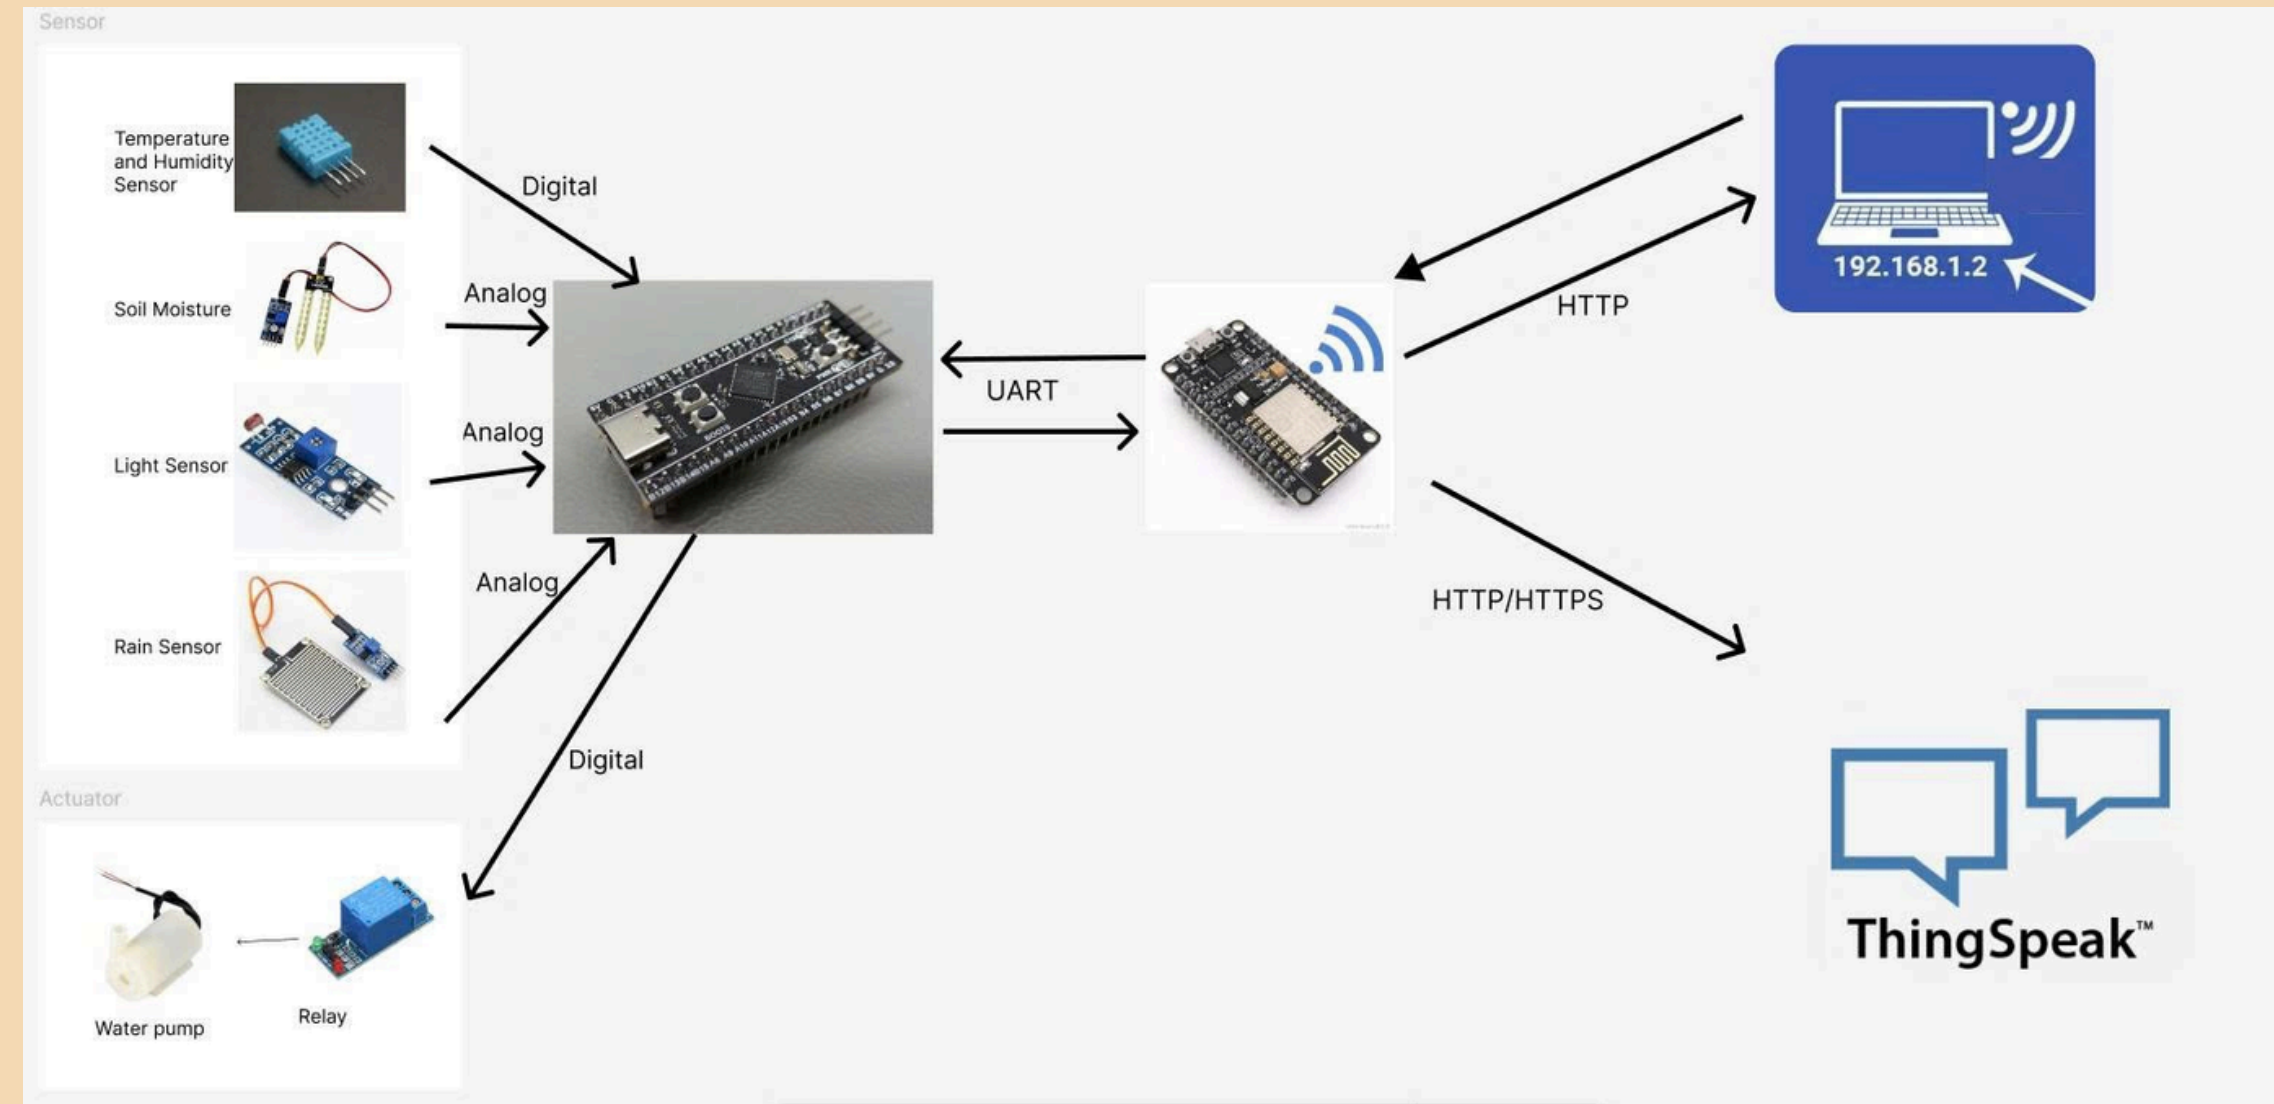 Sensor
Temperature
and Humidity
Sensor
Digital
Soil Moisture
Analog
Light Sensor
Analog
Rain Sensor
Analog
Digital
UART
HTTP
192.168.1.2
HTTP/HTTPS
ThingSpeak™
Actuator
Water pump
Relay